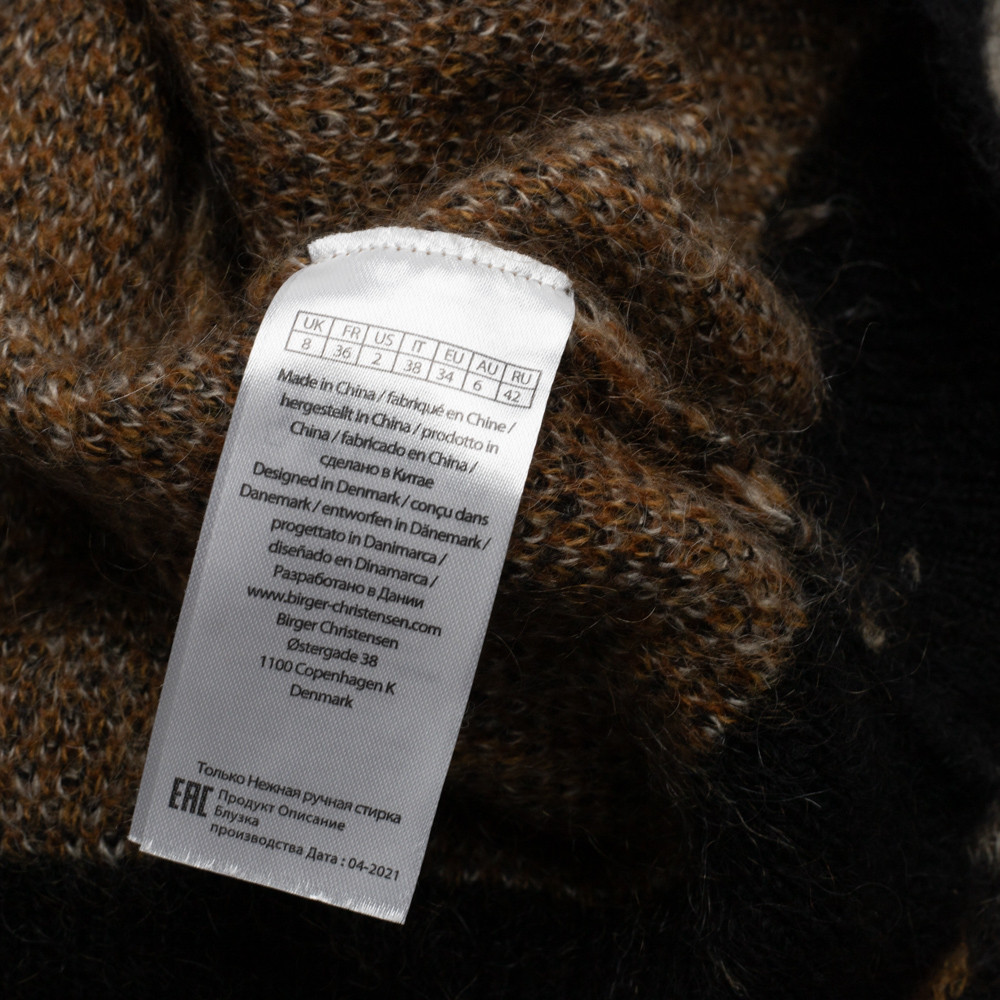 UK FR US IT EU AU RU
8 36 2 38 34 6 42
Made in China / fabriqué en Chine /
hergestellt in China / prodotto in
China / fabricado en China /
сделано в Китае
Designed in Denmark / conçu dans
Danemark / entworfen in Dänemark /
progettato in Danimarca /
diseñado en Dinamarca /
Разработано в Дании
www.birger-christensen.com
Birger Christensen
Østergade 38
1100 Copenhagen K
Denmark
Только Нежная ручная стирка
EAC Продукт Описание
Блузка
производства Дата : 04-2021